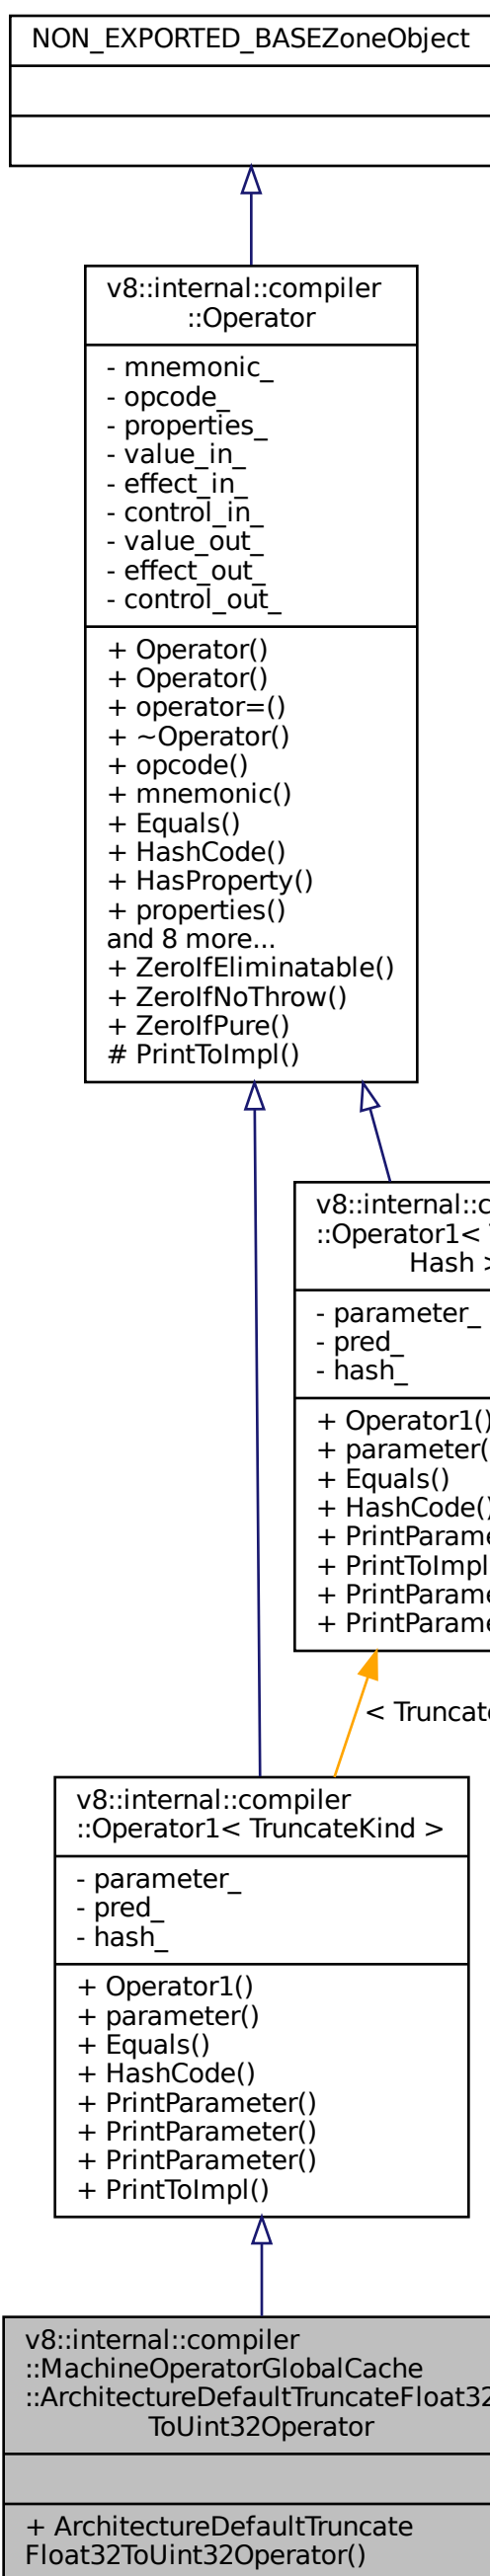 NON_EXPORTED_BASEZoneObject
v8::internal::compiler
::Operator
- mnemonic_
- opcode_
- properties_
- value_in_
- effect_in_
- control_in_
- value_out_
- effect_out_
- control_out_
+ Operator()
+ Operator()
+ operator=()
+ ~Operator()
+ opcode()
+ mnemonic()
+ Equals()
+ HashCode()
+ HasProperty()
+ properties()
and 8 more...
+ ZeroIfEliminatable()
+ ZeroIfNoThrow()
+ ZeroIfPure()
# PrintToImpl()
v8::internal::c
::Operator1<
Hash >
- parameter_
- pred_
- hash_
+ Operator1()
+ parameter(
+ Equals()
+ HashCode()
+ PrintParame
+ PrintToImpl
+ PrintParame
+ PrintParame
< Truncate
v8::internal::compiler
::Operator1< TruncateKind >
- parameter_
- pred_
- hash_
+ Operator1()
+ parameter()
+ Equals()
+ HashCode()
+ PrintParameter()
+ PrintParameter()
+ PrintParameter()
+ PrintToImpl()
v8::internal::compiler
::MachineOperatorGlobalCache
::ArchitectureDefaultTruncateFloat32
ToUint32Operator
+ ArchitectureDefaultTruncate
Float32ToUint32Operator()